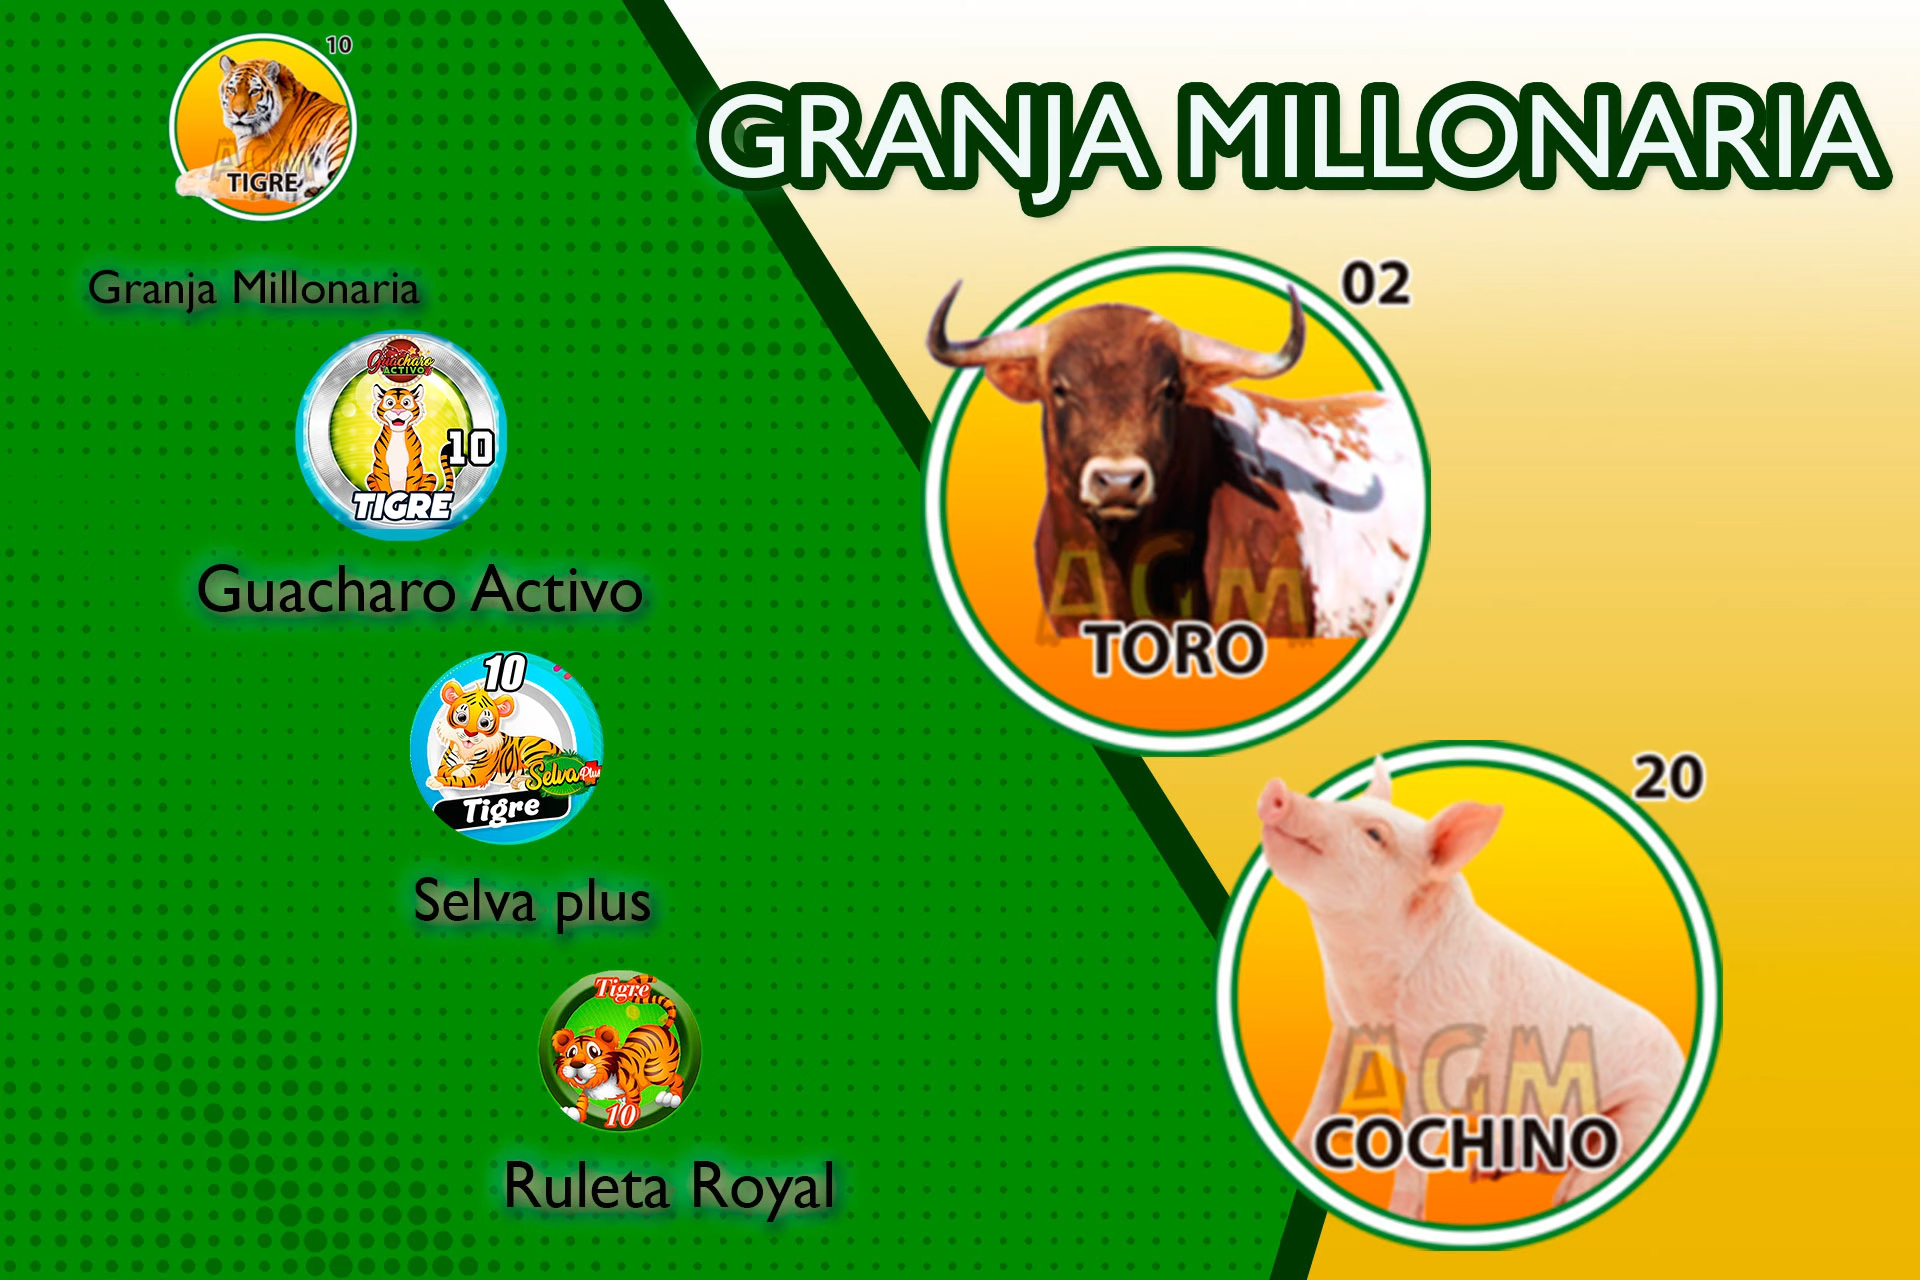 10
TIGRE
Granja Millonaria
Guacharo
ACTIVO
10
TIGRE
Guacharo Activo
10
Selva Plus
Tigre
Selva plus
Tigre
10
Ruleta Royal
GRANJA MILLONARIA
02
AGM
TORO
20
AGM
COCHINO
AGM